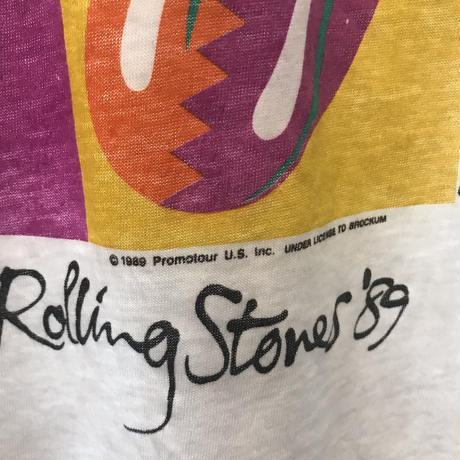 © 1989 Promotour U.S. Inc. UNDER LICENSE TO BROCKUM
Rolling Stones '89